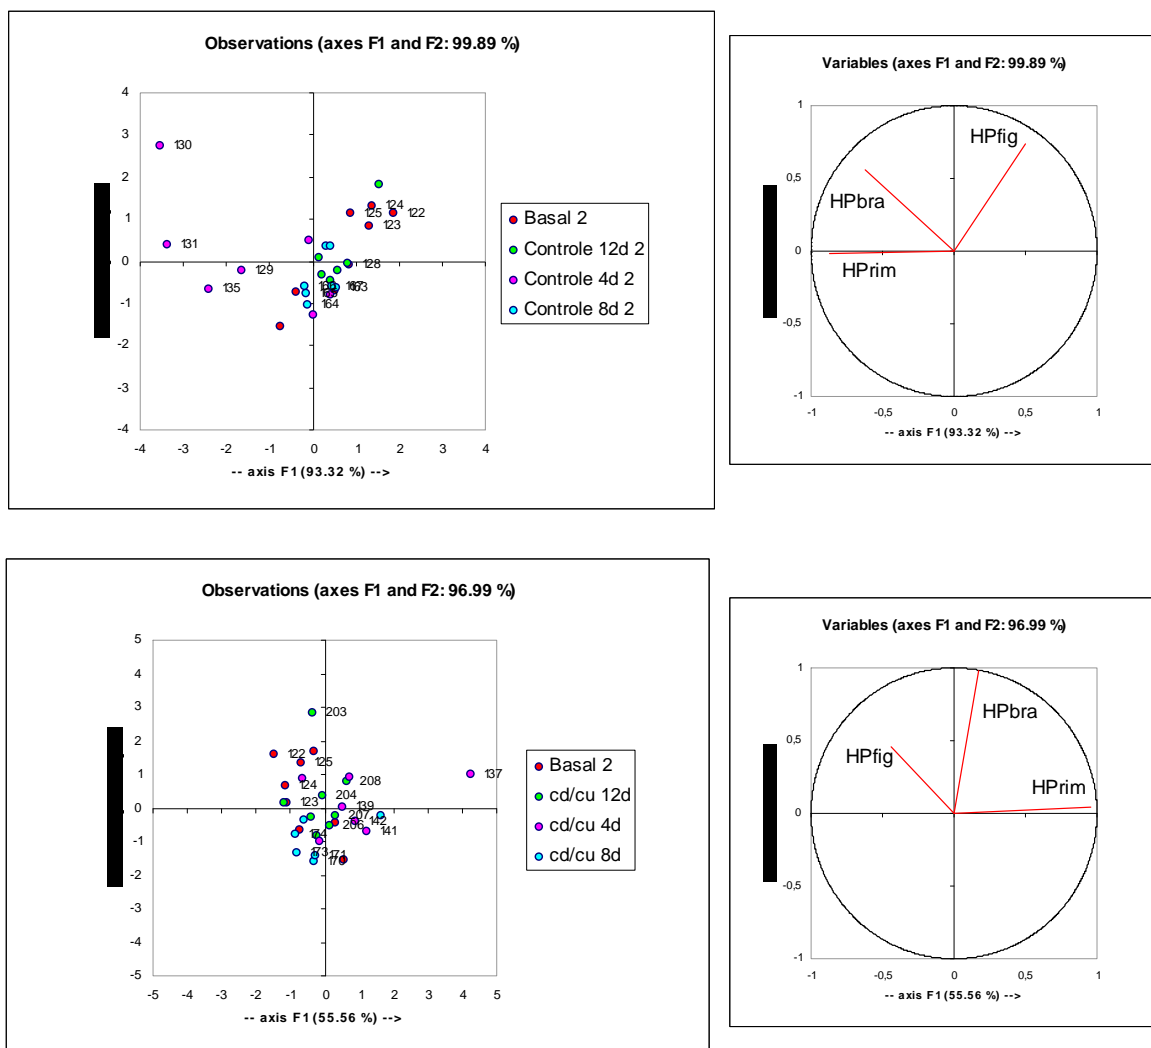 Observations (axes F1 and F2: 99.89 %)
4
3
2
1
0
-1
-2
-3
-4
-4 -3 -2 -1 0 1 2 3 4
-- axis F1 (93.32 %) -->
130
131
129
135
124
125
122
123
128
163
164
Basal 2
Controle 12d 2
Controle 4d 2
Controle 8d 2
Variables (axes F1 and F2: 99.89 %)
1
0,5
0
-0,5
-1
-1 -0,5 0 0,5 1
-- axis F1 (93.32 %) -->
HPfig
HPbra
HPrim
Observations (axes F1 and F2: 96.99 %)
5
4
3
2
1
0
-1
-2
-3
-4
-5
-5 -4 -3 -2 -1 0 1 2 3 4 5
-- axis F1 (55.56 %) -->
203
122
125
137
124
208
204
123
139
207
142
206
141
173
171
Basal 2
cd/cu 12d
cd/cu 4d
cd/cu 8d
Variables (axes F1 and F2: 96.99 %)
1
0,5
0
-0,5
-1
-1 -0,5 0 0,5 1
-- axis F1 (55.56 %) -->
HPbra
HPfig
HPrim